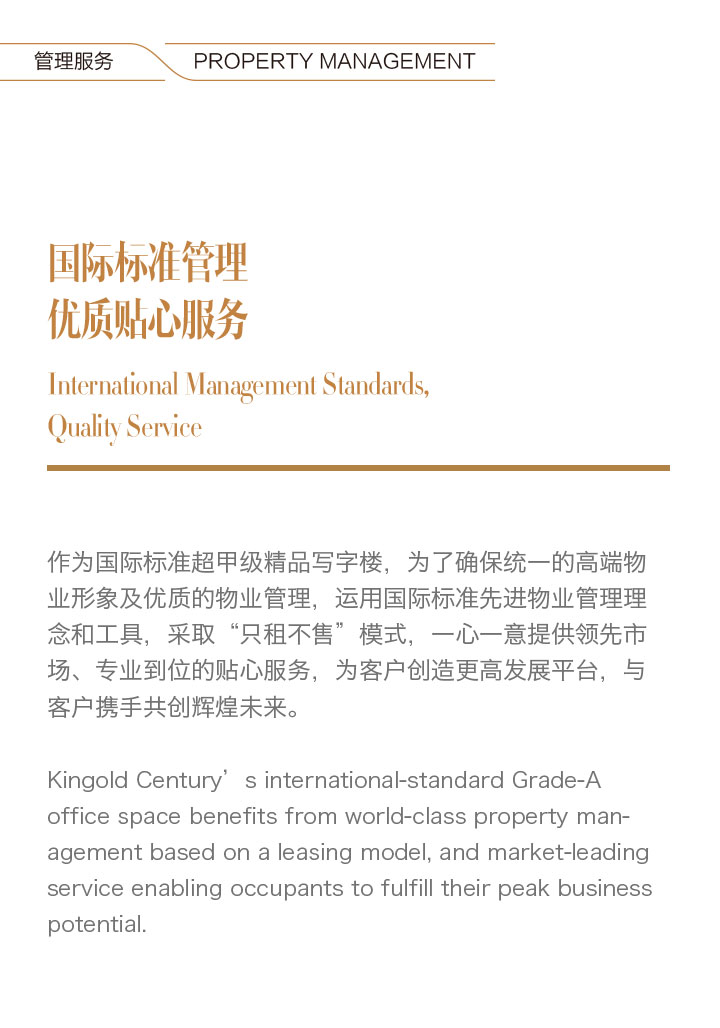 管理服务
PROPERTY MANAGEMENT
国际标准管理
优质贴心服务
International Management Standards,
Quality Service
作为国际标准超甲级精品写字楼，为了确保统一的高端物
业形象及优质的物业管理，运用国际标准先进物业管理理
念和工具，采取“只租不售”模式，一心一意提供领先市
场、专业到位的贴心服务，为客户创造更高发展平台，与
客户携手共创辉煌未来。
Kingold Century’s international-standard Grade-A
office space benefits from world-class property man-
agement based on a leasing model, and market-leading
service enabling occupants to fulfill their peak business
potential.